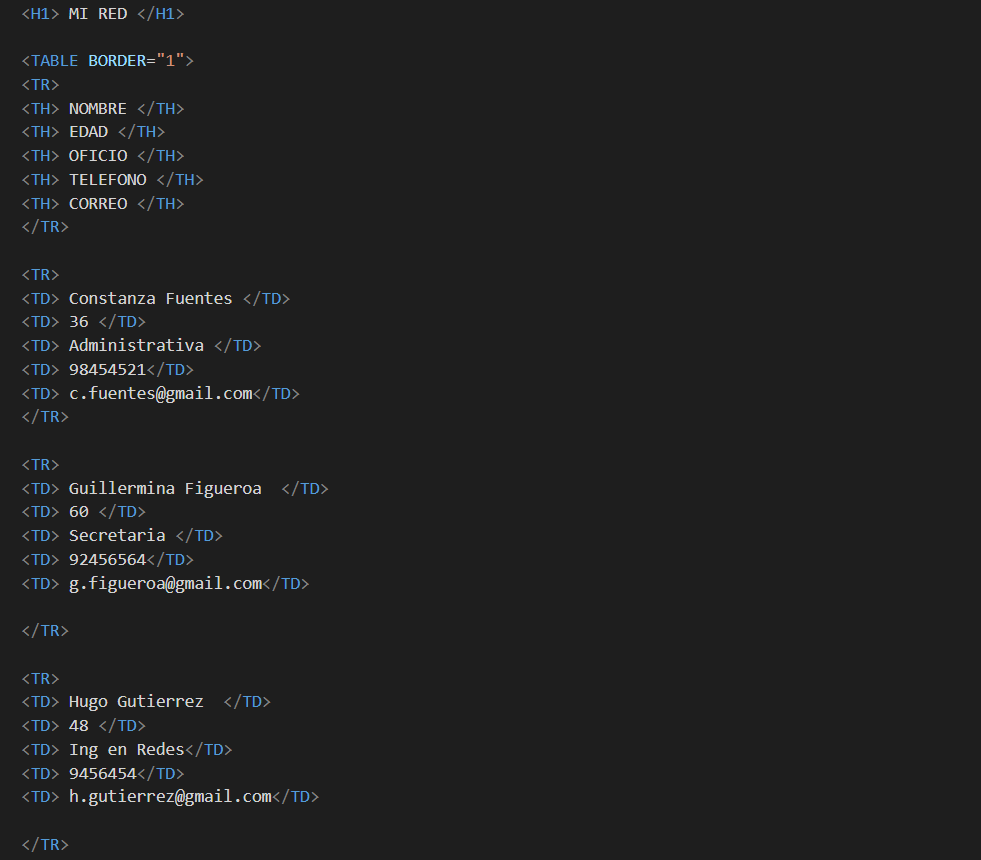 <H1> MI RED </H1>
<TABLE BORDER="1">
<TR>
<TH> NOMBRE </TH>
<TH> EDAD </TH>
<TH> OFICIO </TH>
<TH> TELEFONO </TH>
<TH> CORREO </TH>
</TR>
<TR>
<TD> Constanza Fuentes </TD>
<TD> 36 </TD>
<TD> Administrativa </TD>
<TD> 98454521</TD>
<TD> c.fuentes@gmail.com</TD>
</TR>
<TR>
<TD> Guillermina Figueroa  </TD>
<TD> 60 </TD>
<TD> Secretaria </TD>
<TD> 92456564</TD>
<TD> g.figueroa@gmail.com</TD>
</TR>
<TR>
<TD> Hugo Gutierrez  </TD>
<TD> 48 </TD>
<TD> Ing en Redes</TD>
<TD> 9456454</TD>
<TD> h.gutierrez@gmail.com</TD>
</TR>